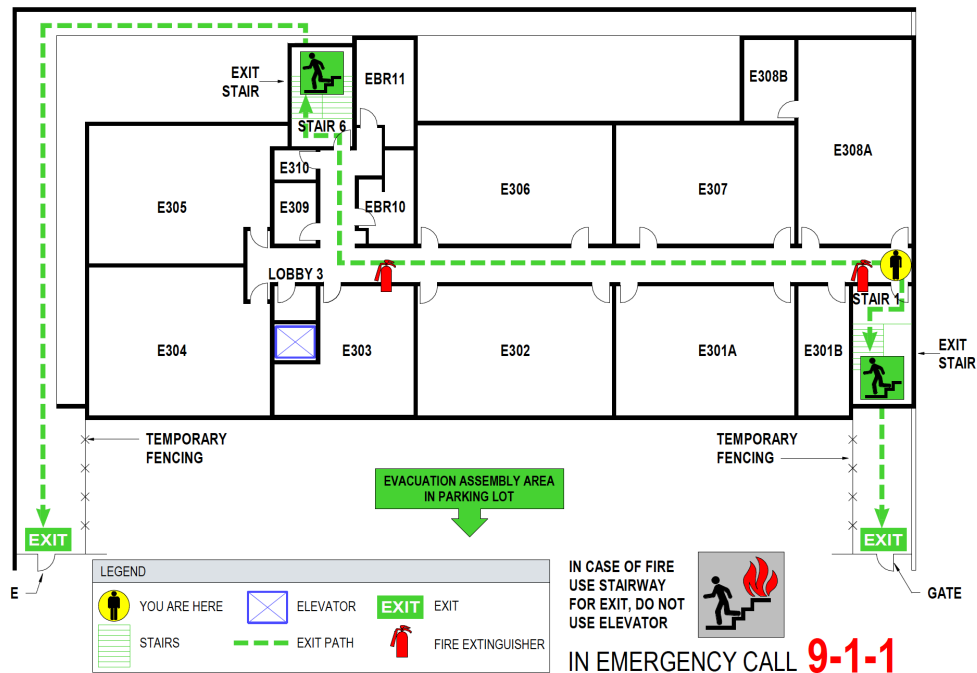 EXIT
STAIR
EBR11
E308B
STAIR 6
E308A
E310
E305
E309
EBR10
E306
E307
LOBBY 3
STAIR 1
E304
E303
E302
E301A
E301B
EXIT
STAIR
TEMPORARY
FENCING
TEMPORARY
FENCING
EVACUATION ASSEMBLY AREA
IN PARKING LOT
EXIT
EXIT
E
GATE
LEGEND
YOU ARE HERE
ELEVATOR
EXIT
EXIT
STAIRS
EXIT PATH
FIRE EXTINGUISHER
IN CASE OF FIRE
USE STAIRWAY
FOR EXIT, DO NOT
USE ELEVATOR
IN EMERGENCY CALL 9-1-1